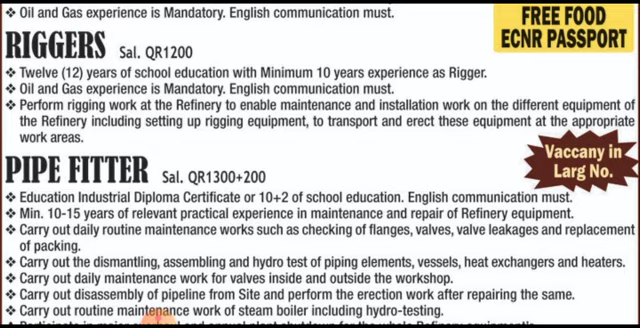 ❖ Oil and Gas experience is Mandatory. English communication must.
FREE FOOD
ECNR PASSPORT
RIGGERS Sal. QR1200
❖ Twelve (12) years of school education with Minimum 10 years experience as Rigger.
❖ Oil and Gas experience is Mandatory. English communication must.
❖ Perform rigging work at the Refinery to enable maintenance and installation work on the different equipment of
the Refinery including setting up rigging equipment, to transport and erect these equipment at the appropriate
work areas.
Vaccany in
Larg No.
PIPE FITTER Sal. QR1300+200
❖ Education Industrial Diploma Certificate or 10+2 of school education. English communication must.
❖ Min. 10-15 years of relevant practical experience in maintenance and repair of Refinery equipment.
❖ Carry out daily routine maintenance works such as checking of flanges, valves, valve leakages and replacement
of packing.
❖ Carry out the dismantling, assembling and hydro test of piping elements, vessels, heat exchangers and heaters.
❖ Carry out daily maintenance work for valves inside and outside the workshop.
❖ Carry out disassembly of pipeline from Site and perform the erection work after repairing the same.
❖ Carry out routine maintenance work of steam boiler including hydro-testing.